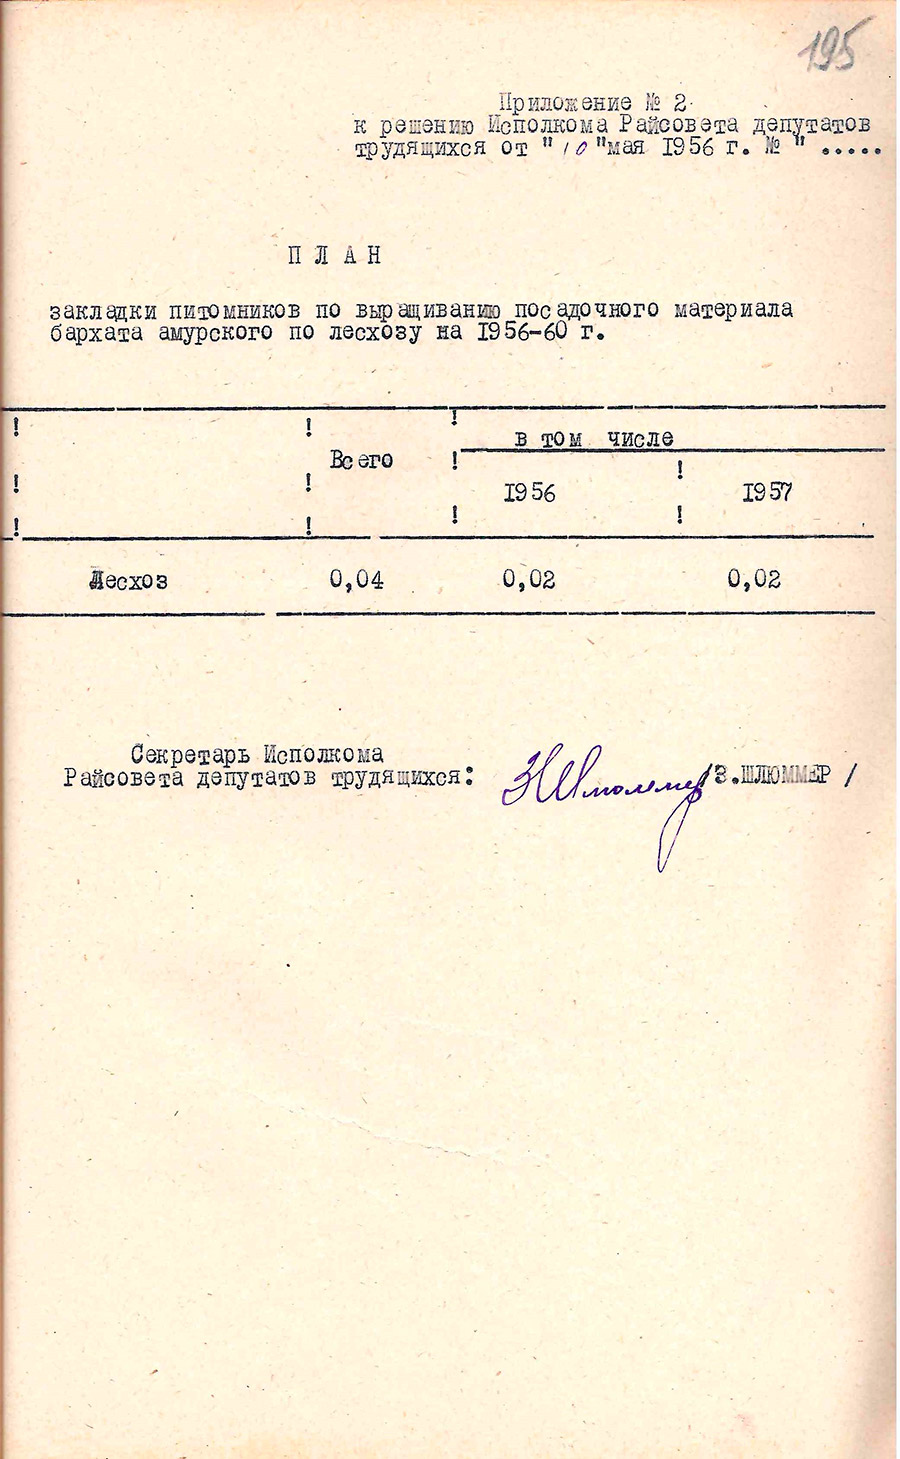 195
Приложение № 2
к решению Исполкома Райсовета депутатов
трудящихся от "10" мая 1956 г. № " .....
П Л А Н
закладки питомников по выращиванию посадочного материала
бархата амурского по лесхозу на 1956-60 г.
Всего
в том числе
1956
1957
Лесхоз 0,04 0,02 0,02
Секретарь Исполкома
Райсовета депутатов трудящихся:
/З.ШЛЮММЕР /